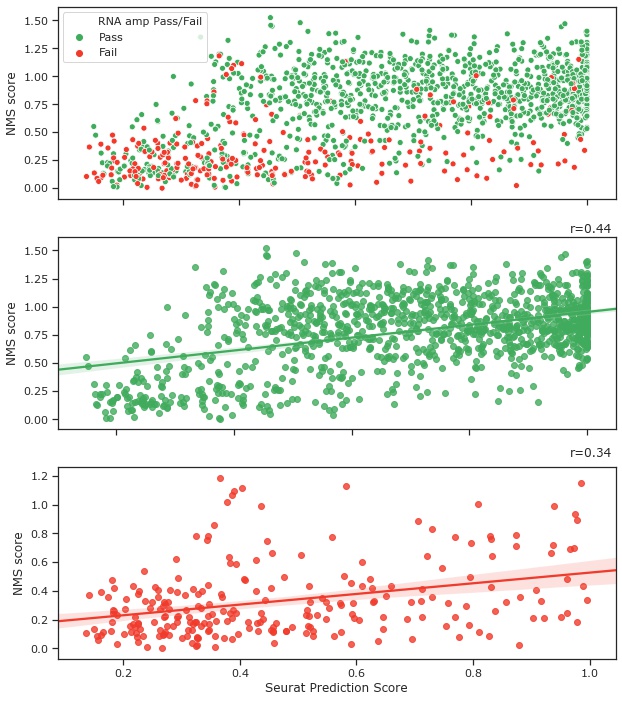 RNA amp Pass/Fail
Pass
Fail
NMS score
1.50
1.25
1.00
0.75
0.50
0.25
0.00
r=0.44
NMS score
1.50
1.25
1.00
0.75
0.50
0.25
0.00
r=0.34
NMS score
1.2
1.0
0.8
0.6
0.4
0.2
0.0
0.2 0.4 0.6 0.8 1.0
Seurat Prediction Score